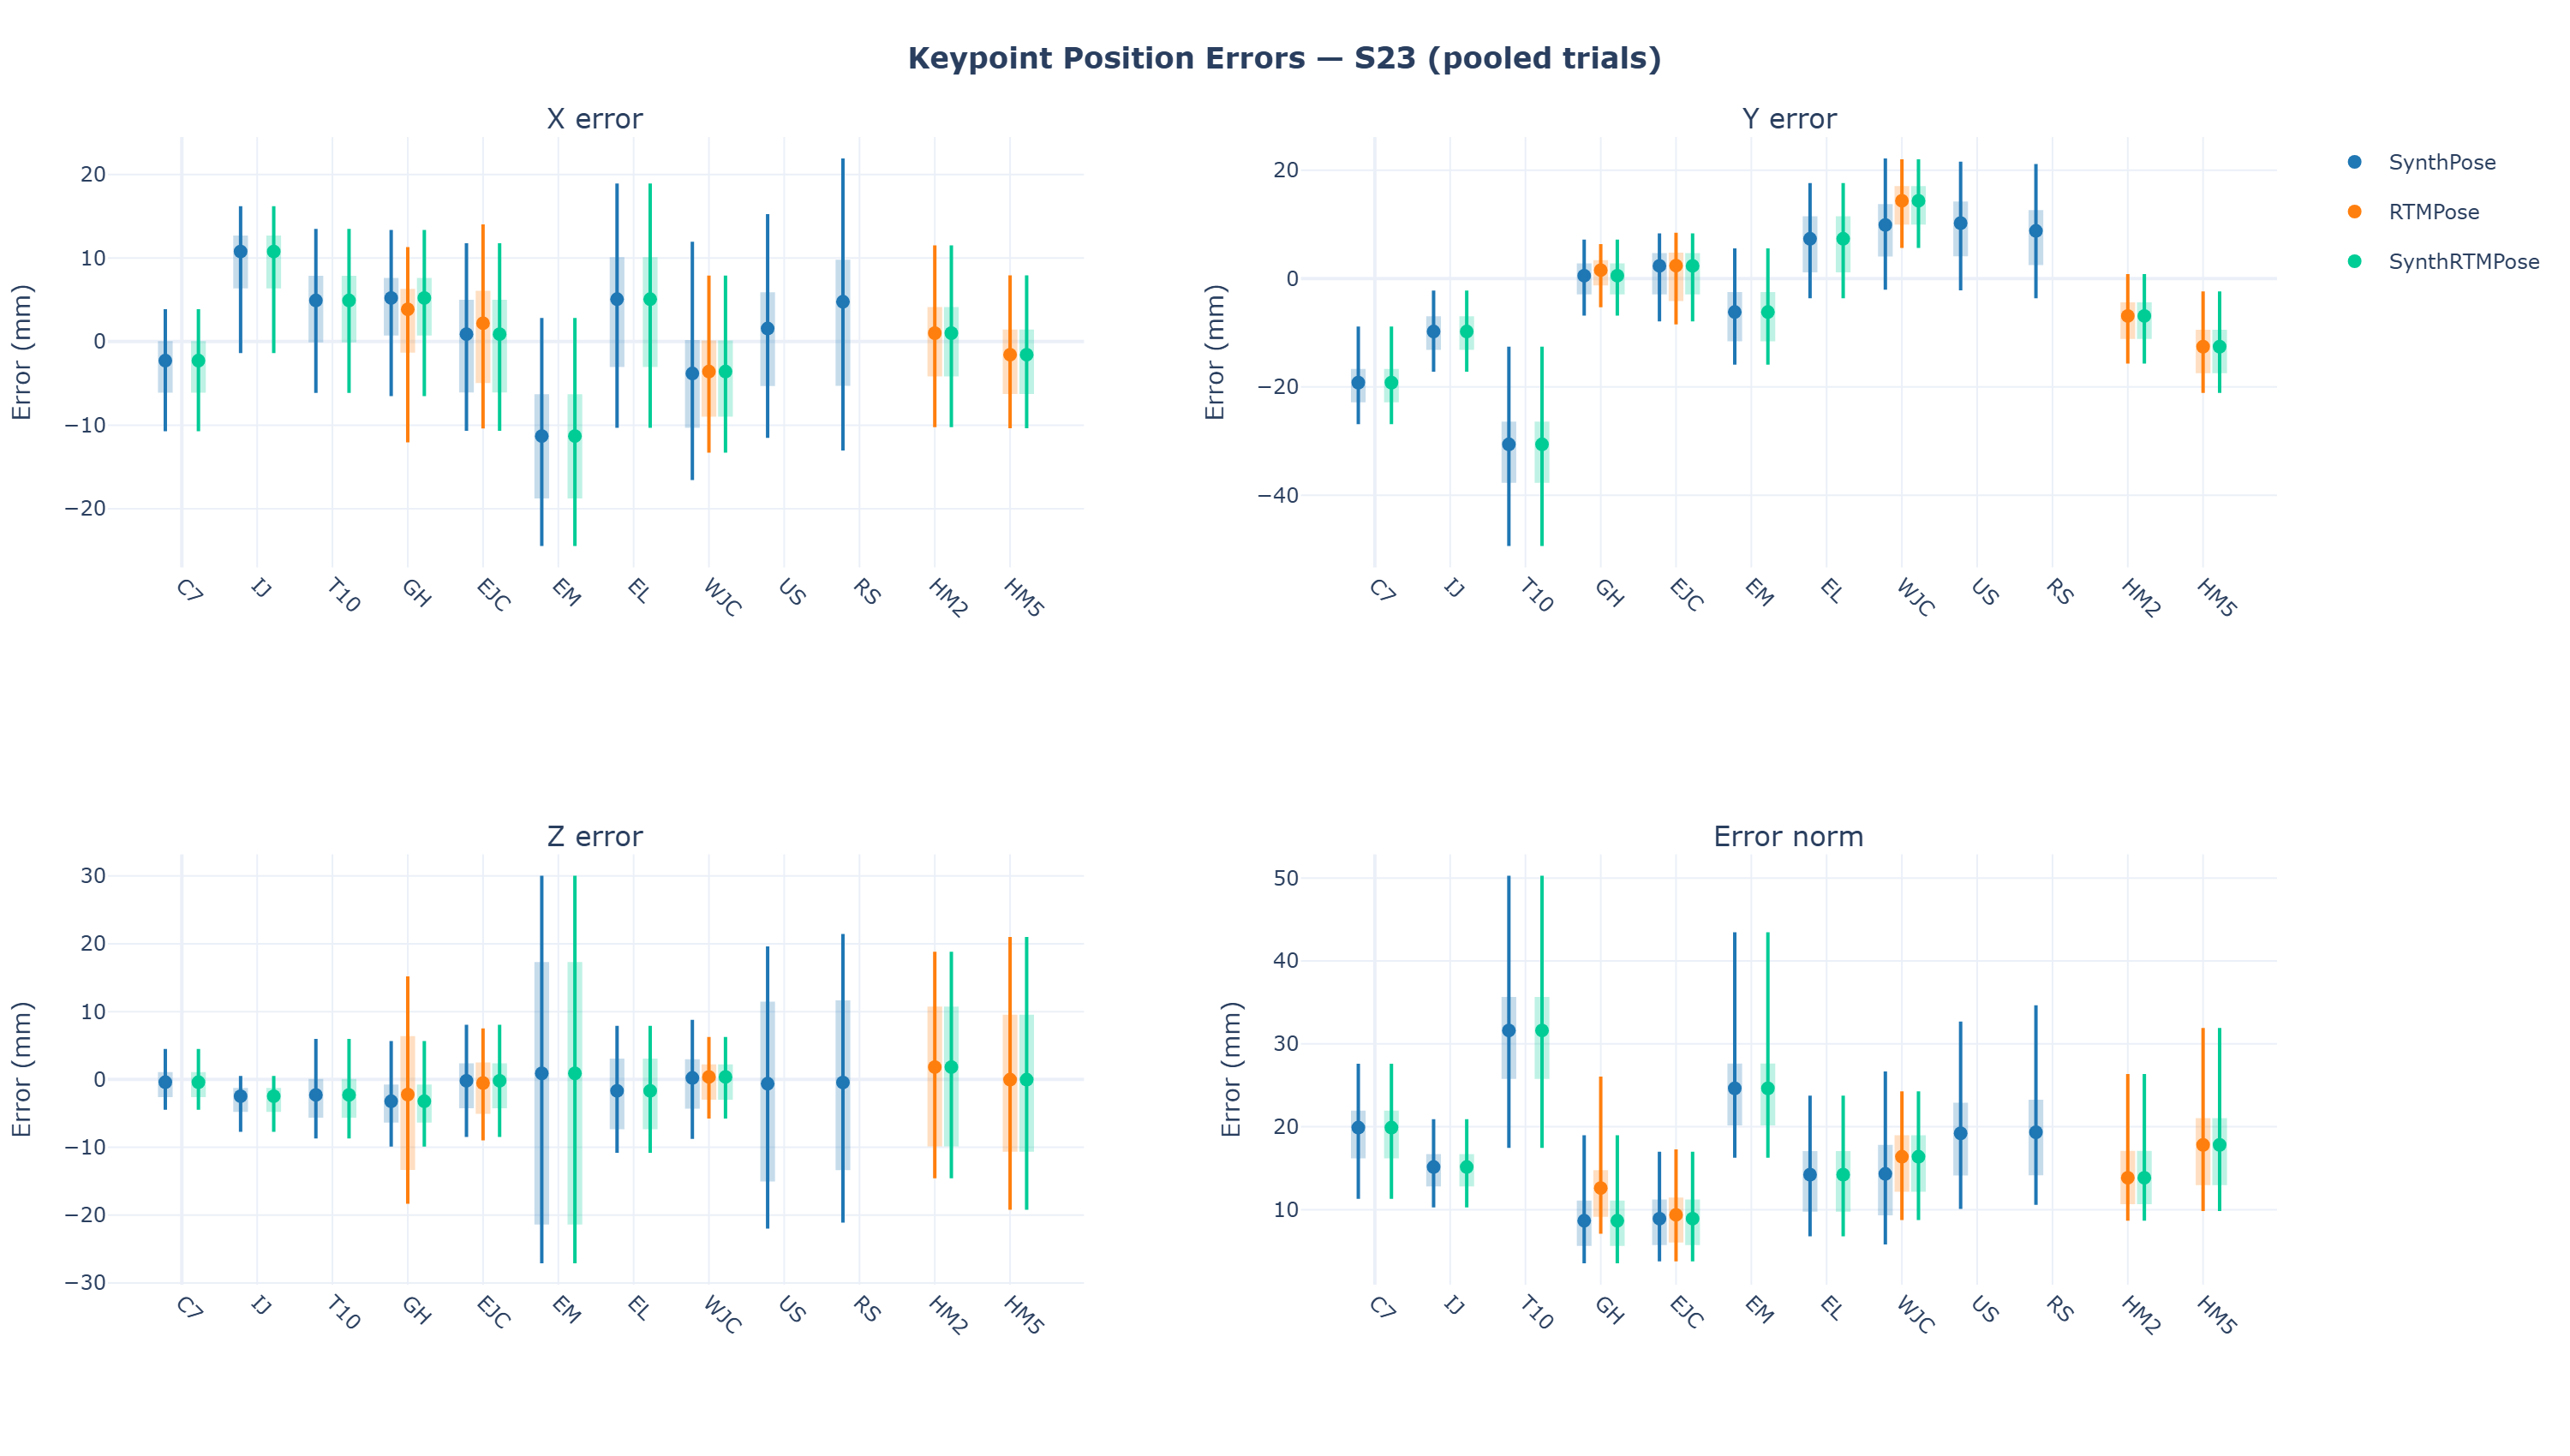 Keypoint Position Errors — S23 (pooled trials)
X error
Error (mm)
20
10
0
−10
−20
C7 IJ T10 GH EJC EM EL WJC US RS HM2 HM5
Y error
Error (mm)
20
0
−20
−40
C7 IJ T10 GH EJC EM EL WJC US RS HM2 HM5
SynthPose
RTMPose
SynthRTMPose
Z error
Error (mm)
30
20
10
0
−10
−20
−30
C7 IJ T10 GH EJC EM EL WJC US RS HM2 HM5
Error norm
Error (mm)
50
40
30
20
10
C7 IJ T10 GH EJC EM EL WJC US RS HM2 HM5